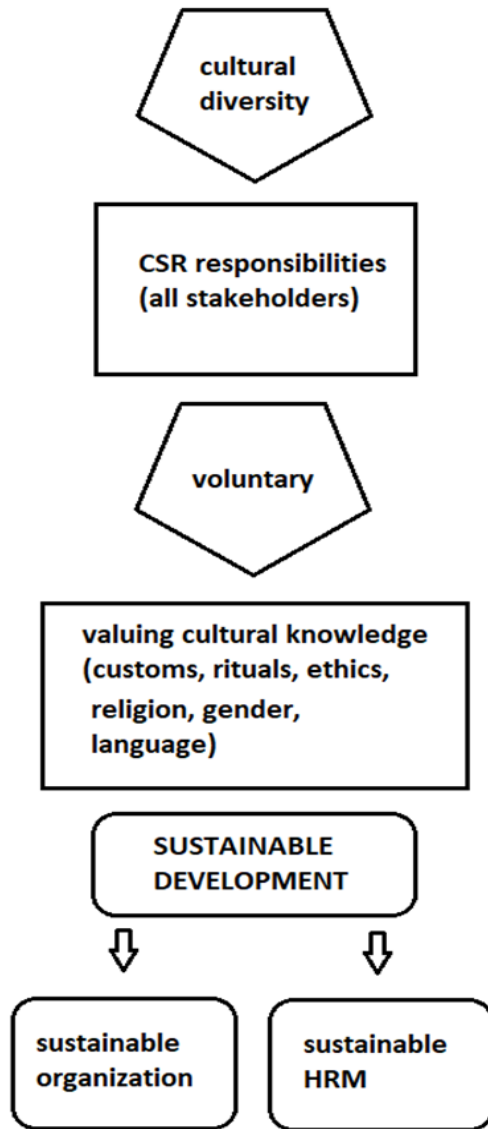 cultural
diversity
CSR responsibilities
(all stakeholders)
voluntary
valuing cultural knowledge
(customs, rituals, ethics,
religion, gender,
language)
SUSTAINABLE
DEVELOPMENT
sustainable
organization
sustainable
HRM